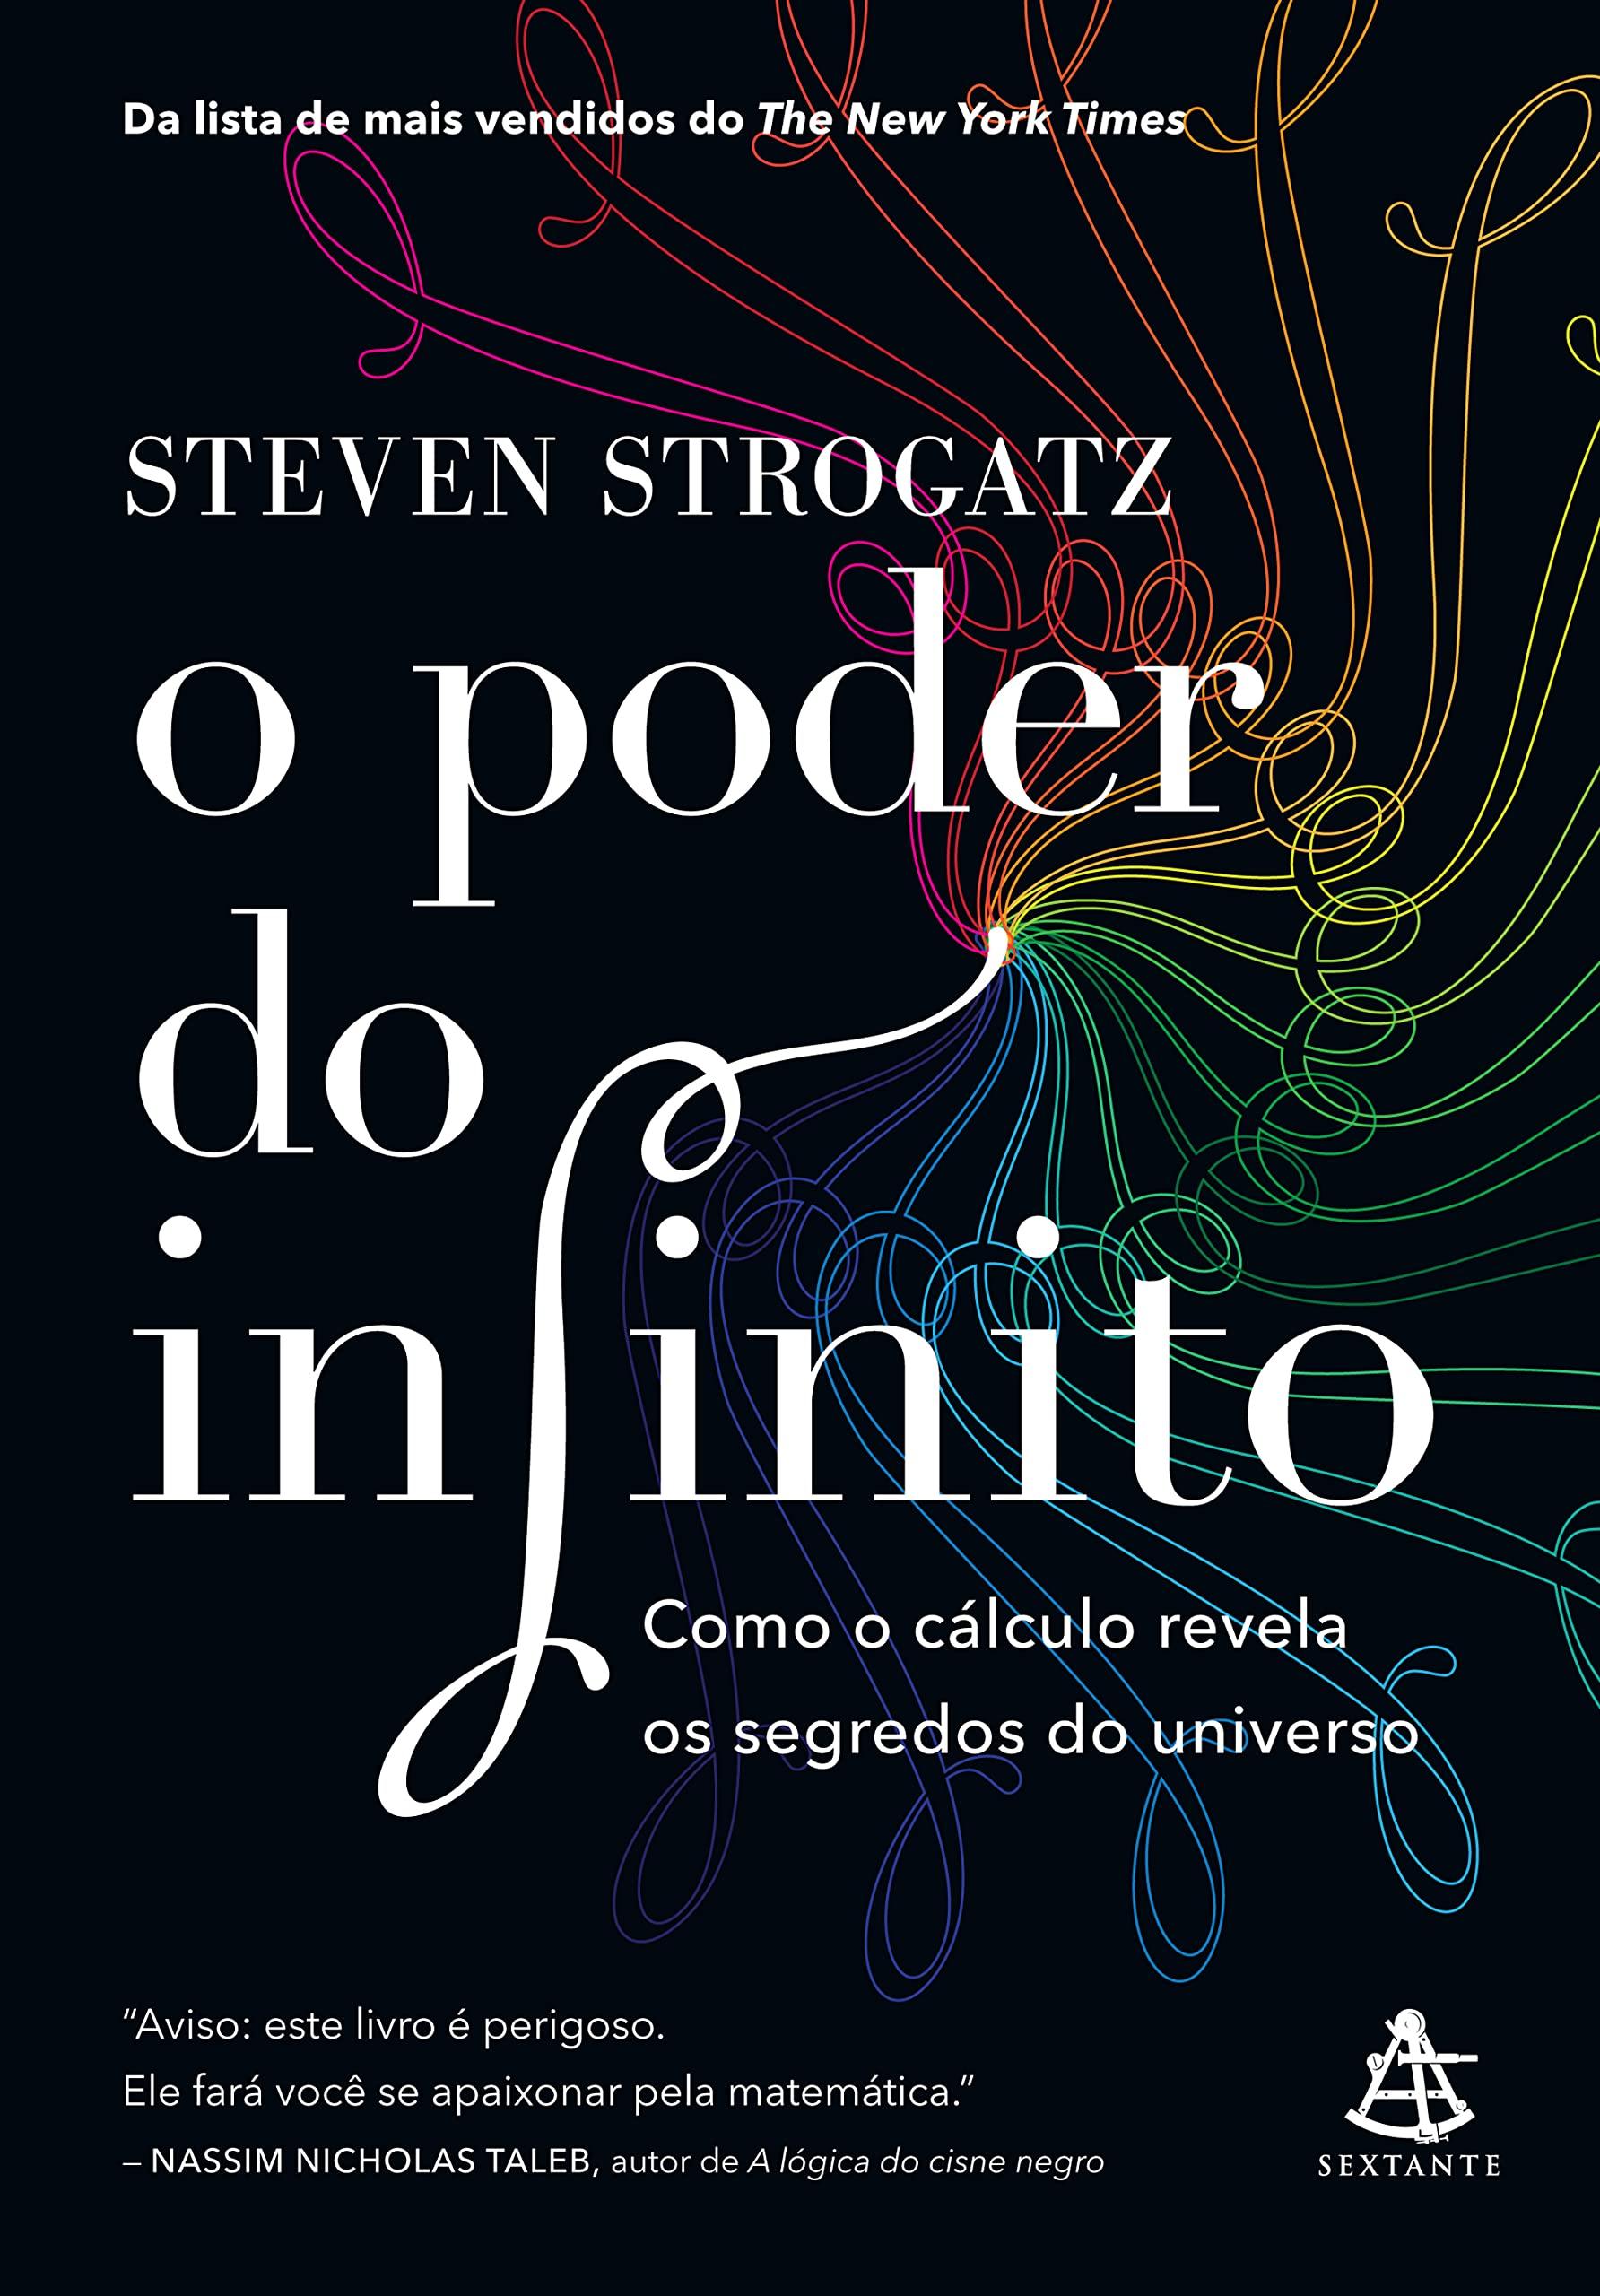 Da lista de mais vendidos do The New York Times
STEVEN STROGATZ
o poder
do
infinito
Como o cálculo revela
os segredos do universo
“Aviso: este livro é perigoso.
Ele fará você se apaixonar pela matemática.”
– NASSIM NICHOLAS TALEB, autor de A lógica do cisne negro
SEXTANTE